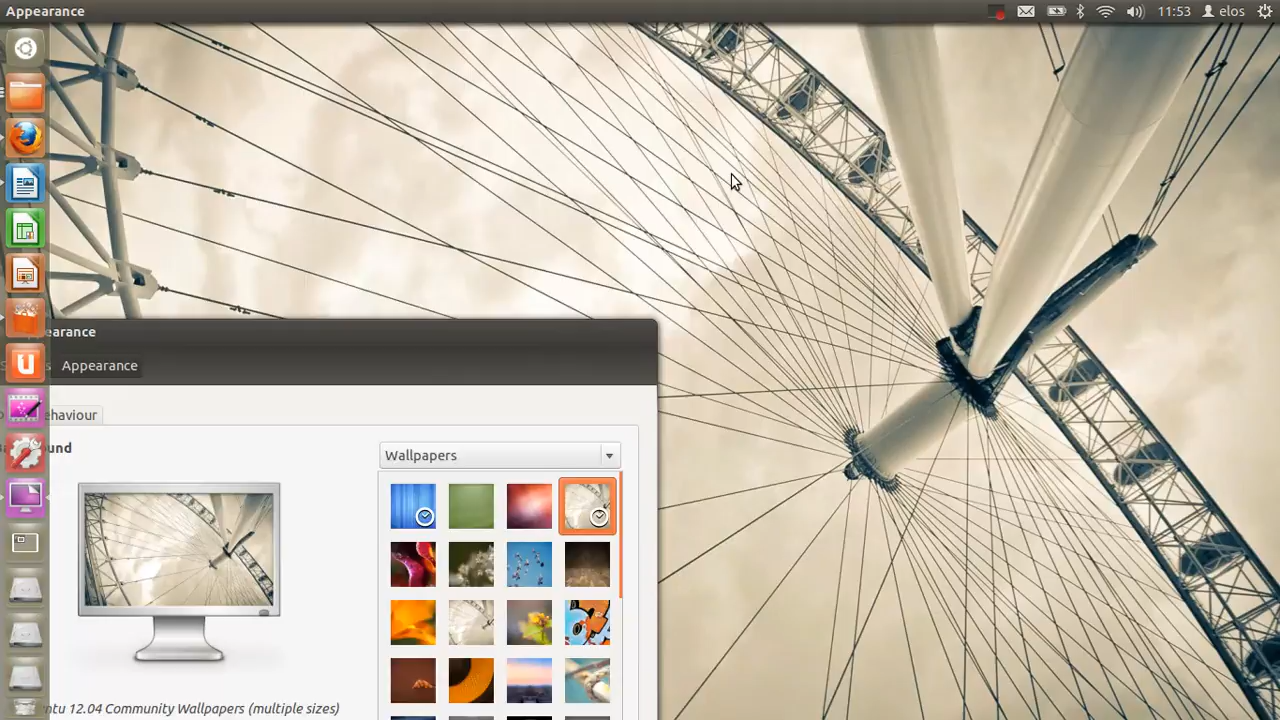 Appearance
11:53 elos
earance
Appearance
ehaviour
und
Wallpapers
ntu 12.04 Community Wallpapers (multiple sizes)